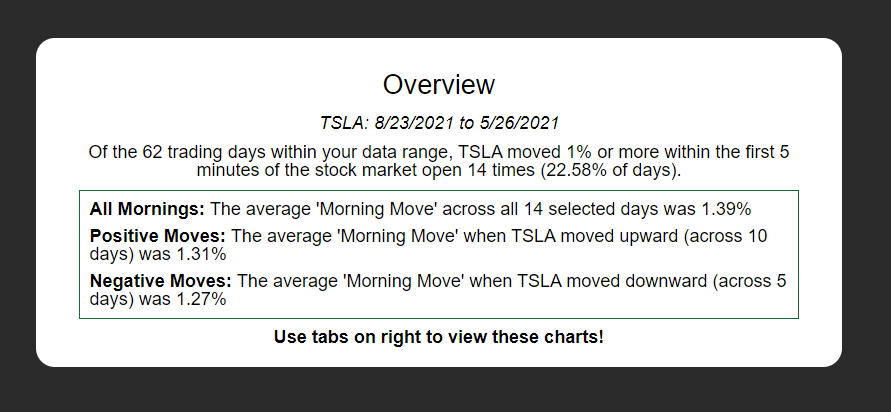 Overview
TSLA: 8/23/2021 to 5/26/2021
Of the 62 trading days within your data range, TSLA moved 1% or more within the first 5
minutes of the stock market open 14 times (22.58% of days).
All Mornings: The average 'Morning Move' across all 14 selected days was 1.39%
Positive Moves: The average 'Morning Move' when TSLA moved upward (across 10
days) was 1.31%
Negative Moves: The average 'Morning Move' when TSLA moved downward (across 5
days) was 1.27%
Use tabs on right to view these charts!